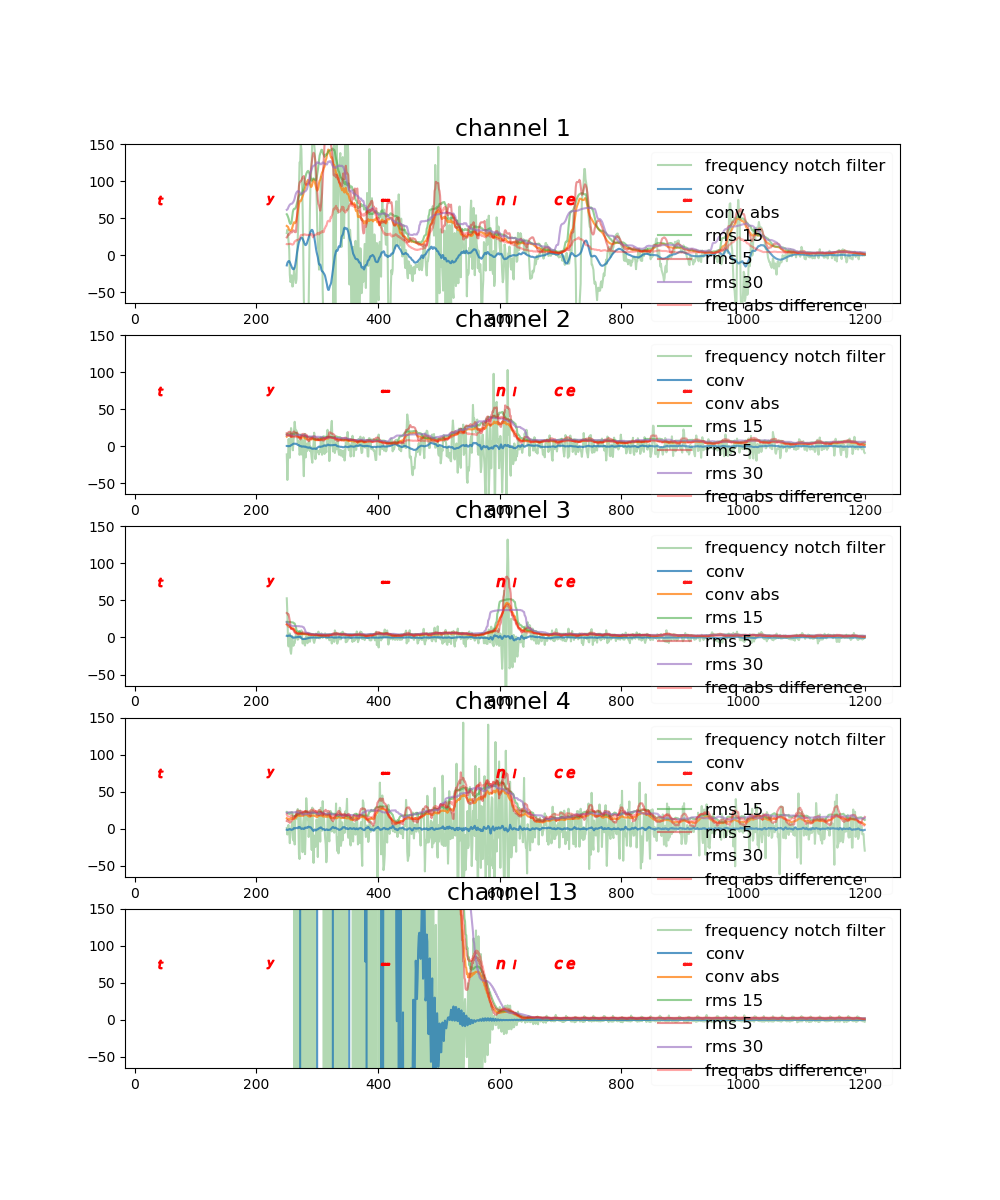 channel 1
150
100
50
0
−50
t y - n i c e -
frequency notch filter
conv
conv abs
rms 15
rms 5
rms 30
freq abs difference
0 200 400 600 800 1000 1200
channel 2
150
100
50
0
−50
t y - n i c e -
frequency notch filter
conv
conv abs
rms 15
rms 5
rms 30
freq abs difference
0 200 400 600 800 1000 1200
channel 3
150
100
50
0
−50
t y - n i c e -
frequency notch filter
conv
conv abs
rms 15
rms 5
rms 30
freq abs difference
0 200 400 600 800 1000 1200
channel 4
150
100
50
0
−50
t y - n i c e -
frequency notch filter
conv
conv abs
rms 15
rms 5
rms 30
freq abs difference
0 200 400 600 800 1000 1200
channel 13
150
100
50
0
−50
t y - n i c e -
frequency notch filter
conv
conv abs
rms 15
rms 5
rms 30
freq abs difference
0 200 400 600 800 1000 1200